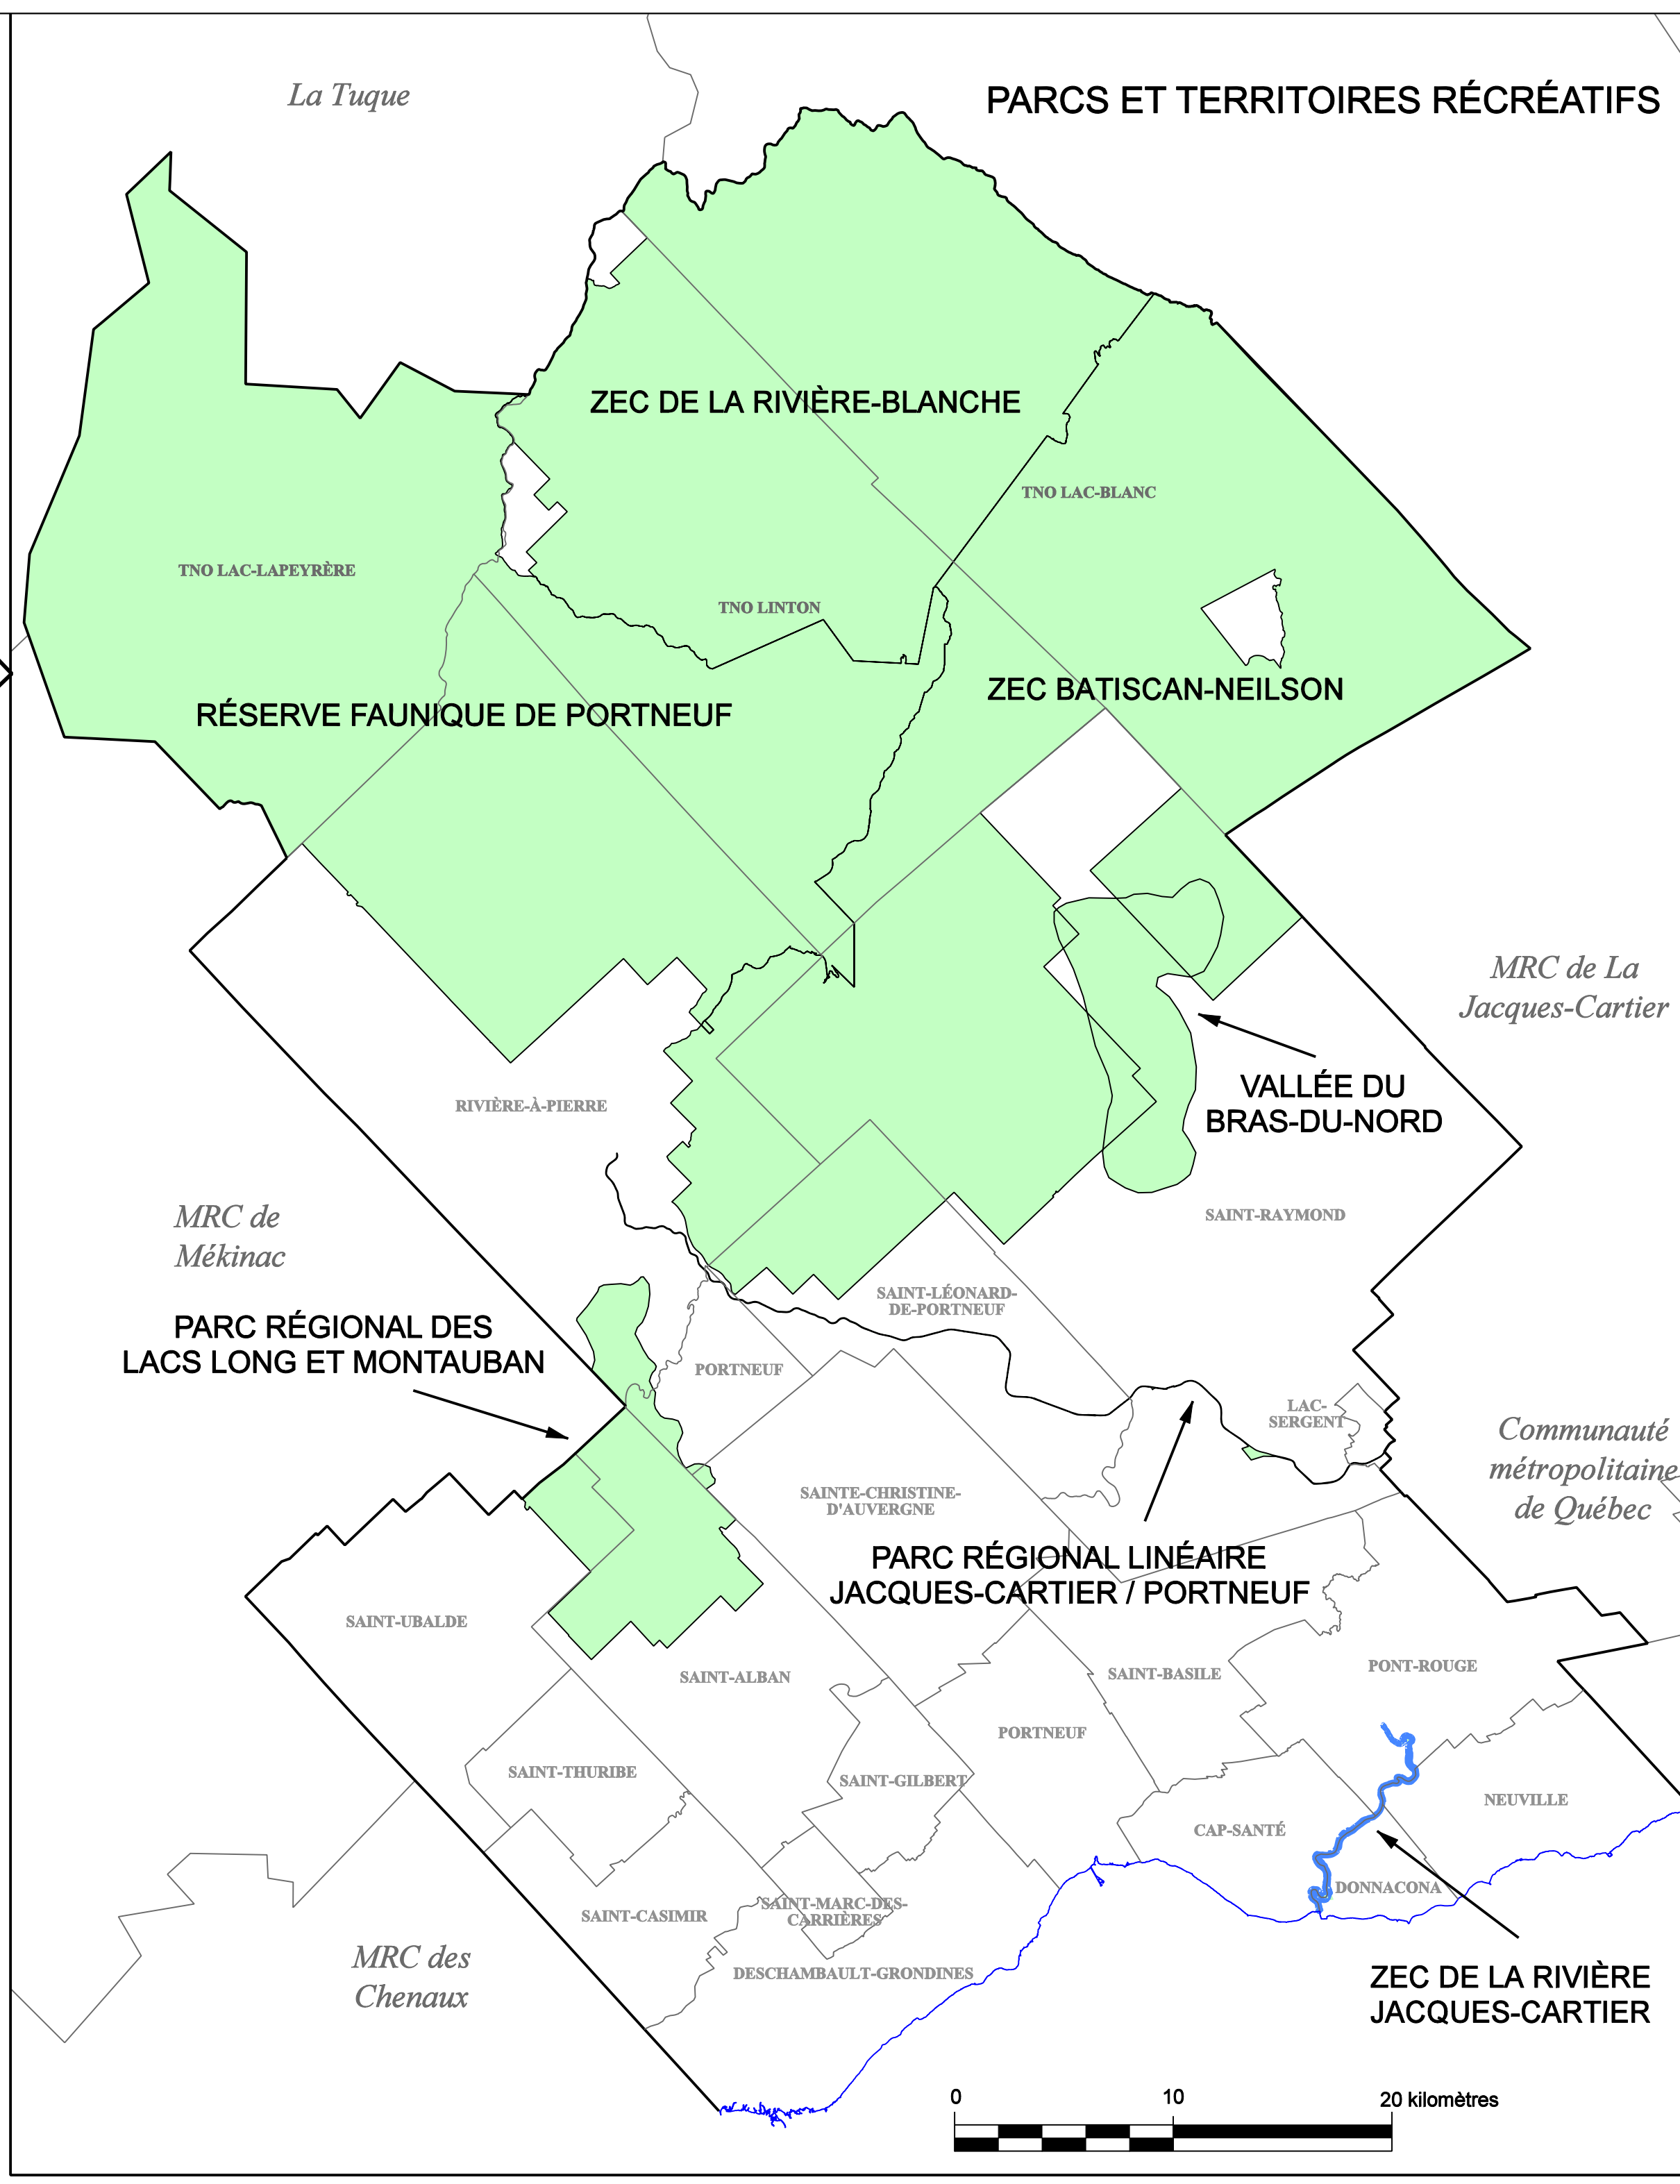 La Tuque
PARCS ET TERRITOIRES RÉCRÉATIFS
ZEC DE LA RIVIÈRE-BLANCHE
TNO LAC-BLANC
TNO LAC-LAPEYRÈRE
TNO LINTON
ZEC BATISCAN-NEILSON
RÉSERVE FAUNIQUE DE PORTNEUF
MRC de La
Jacques-Cartier
VALLÉE DU
BRAS-DU-NORD
RIVIÈRE-À-PIERRE
MRC de
Mékinac
SAINT-RAYMOND
SAINT-LÉONARD-
DE-PORTNEUF
PARC RÉGIONAL DES
LACS LONG ET MONTAUBAN
PORTNEUF
LAC-
SERGENT
Communauté
métropolitaine
de Québec
SAINTE-CHRISTINE-
D'AUVERGNE
PARC RÉGIONAL LINÉAIRE
JACQUES-CARTIER / PORTNEUF
SAINT-UBALDE
SAINT-ALBAN
SAINT-BASILE
PONT-ROUGE
PORTNEUF
SAINT-THURIBE
SAINT-GILBERT
NEUVILLE
CAP-SANTÉ
DONNACONA
SAINT-CASIMIR
SAINT-MARC-DES-
CARRIÈRES
DESCHAMBAULT-GRONDINES
MRC des
Chenaux
ZEC DE LA RIVIÈRE
JACQUES-CARTIER
0 10 20 kilomètres